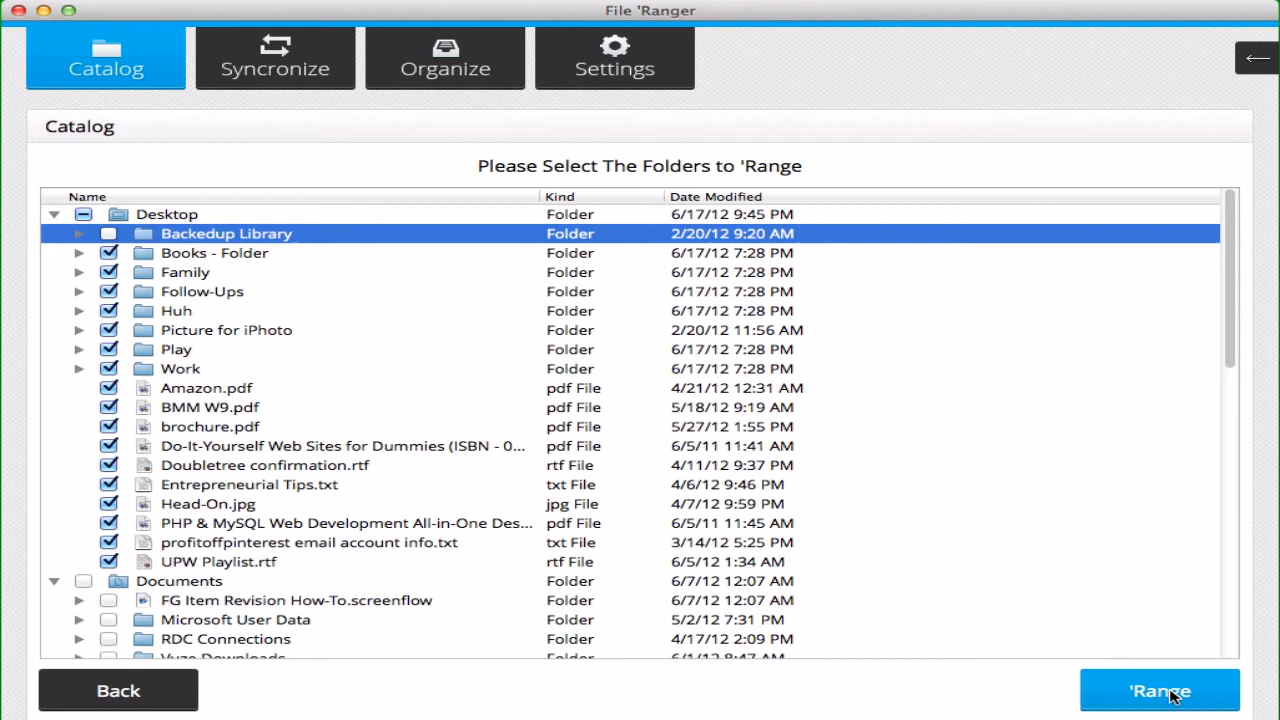 File 'Ranger
Catalog Syncronize Organize Settings
Catalog
Please Select The Folders to 'Range
Name Kind Date Modified
Desktop Folder 6/17/12 9:45 PM
Backedup Library Folder 2/20/12 9:20 AM
Books - Folder Folder 6/17/12 7:28 PM
Family Folder 6/17/12 7:28 PM
Follow-Ups Folder 6/17/12 7:28 PM
Huh Folder 6/17/12 7:28 PM
Picture for iPhoto Folder 2/20/12 11:56 AM
Play Folder 6/17/12 7:28 PM
Work Folder 6/17/12 7:28 PM
Amazon.pdf pdf File 4/21/12 12:31 AM
BMM W9.pdf pdf File 5/18/12 9:19 AM
brochure.pdf pdf File 5/27/12 1:55 PM
Do-It-Yourself Web Sites for Dummies (ISBN - 0... pdf File 6/5/11 11:41 AM
Doubletree confirmation.rtf rtf File 4/11/12 9:37 PM
Entrepreneurial Tips.txt txt File 4/6/12 9:46 PM
Head-On.jpg jpg File 4/7/12 9:59 PM
PHP & MySQL Web Development All-in-One Des... pdf File 6/5/11 11:45 AM
profitoffpinterest email account info.txt txt File 3/14/12 5:25 PM
UPW Playlist.rtf rtf File 6/5/12 1:34 AM
Documents Folder 6/7/12 12:07 AM
FG Item Revision How-To.screenflow Folder 6/7/12 12:07 AM
Microsoft User Data Folder 5/2/12 7:31 PM
RDC Connections Folder 4/17/12 2:09 PM
Vuze Downloads Folder 6/1/12 8:47 AM
Back 'Range